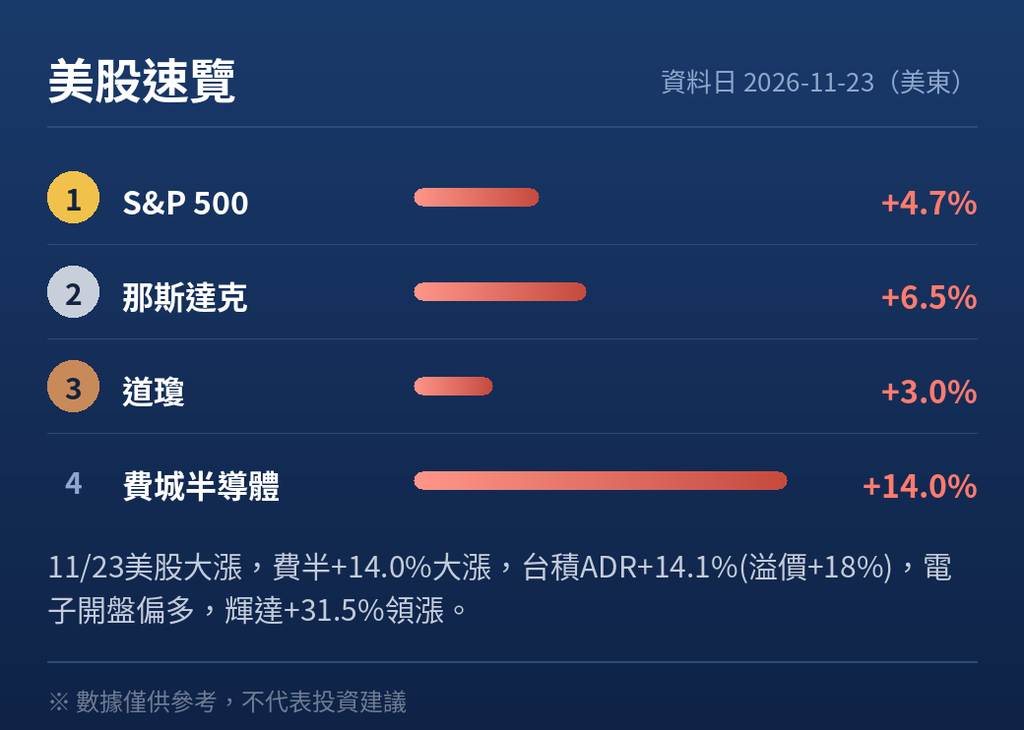 美股速覽
資料日 2026-11-23（美東）
1 S&P 500 +4.7%
2 那斯達克 +6.5%
3 道瓊 +3.0%
4 費城半導體 +14.0%
11/23美股大漲，費半+14.0%大漲，台積ADR+14.1%(溢價+18%)，電
子開盤偏多，輝達+31.5%領漲。
※ 數據僅供參考，不代表投資建議